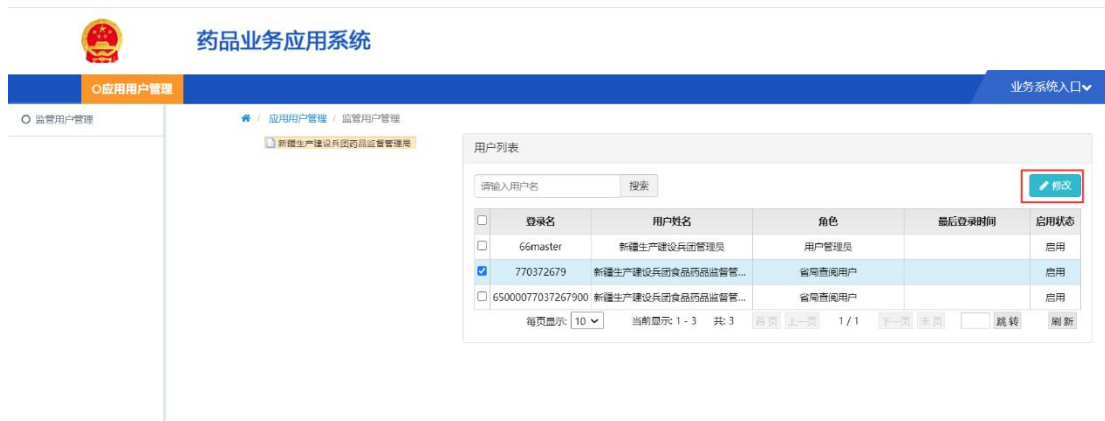 药品业务应用系统
应用用户管理
业务系统入口
监管用户管理
/ 应用用户管理 / 监管用户管理
新疆生产建设兵团药品监督管理局
用户列表
请输入用户名 搜索 修改
登录名 用户姓名 角色 最后登录时间 启用状态
66master 新疆生产建设兵团管理员 用户管理员 启用
770372679 新疆生产建设兵团食品药品监督管... 省局查阅用户 启用
65000077037267900 新疆生产建设兵团食品药品监督管... 省局查阅用户 启用
每页显示: 10 当前显示: 1 - 3 共: 3 首页 上一页 1 / 1 下一页 末页 跳转 刷新